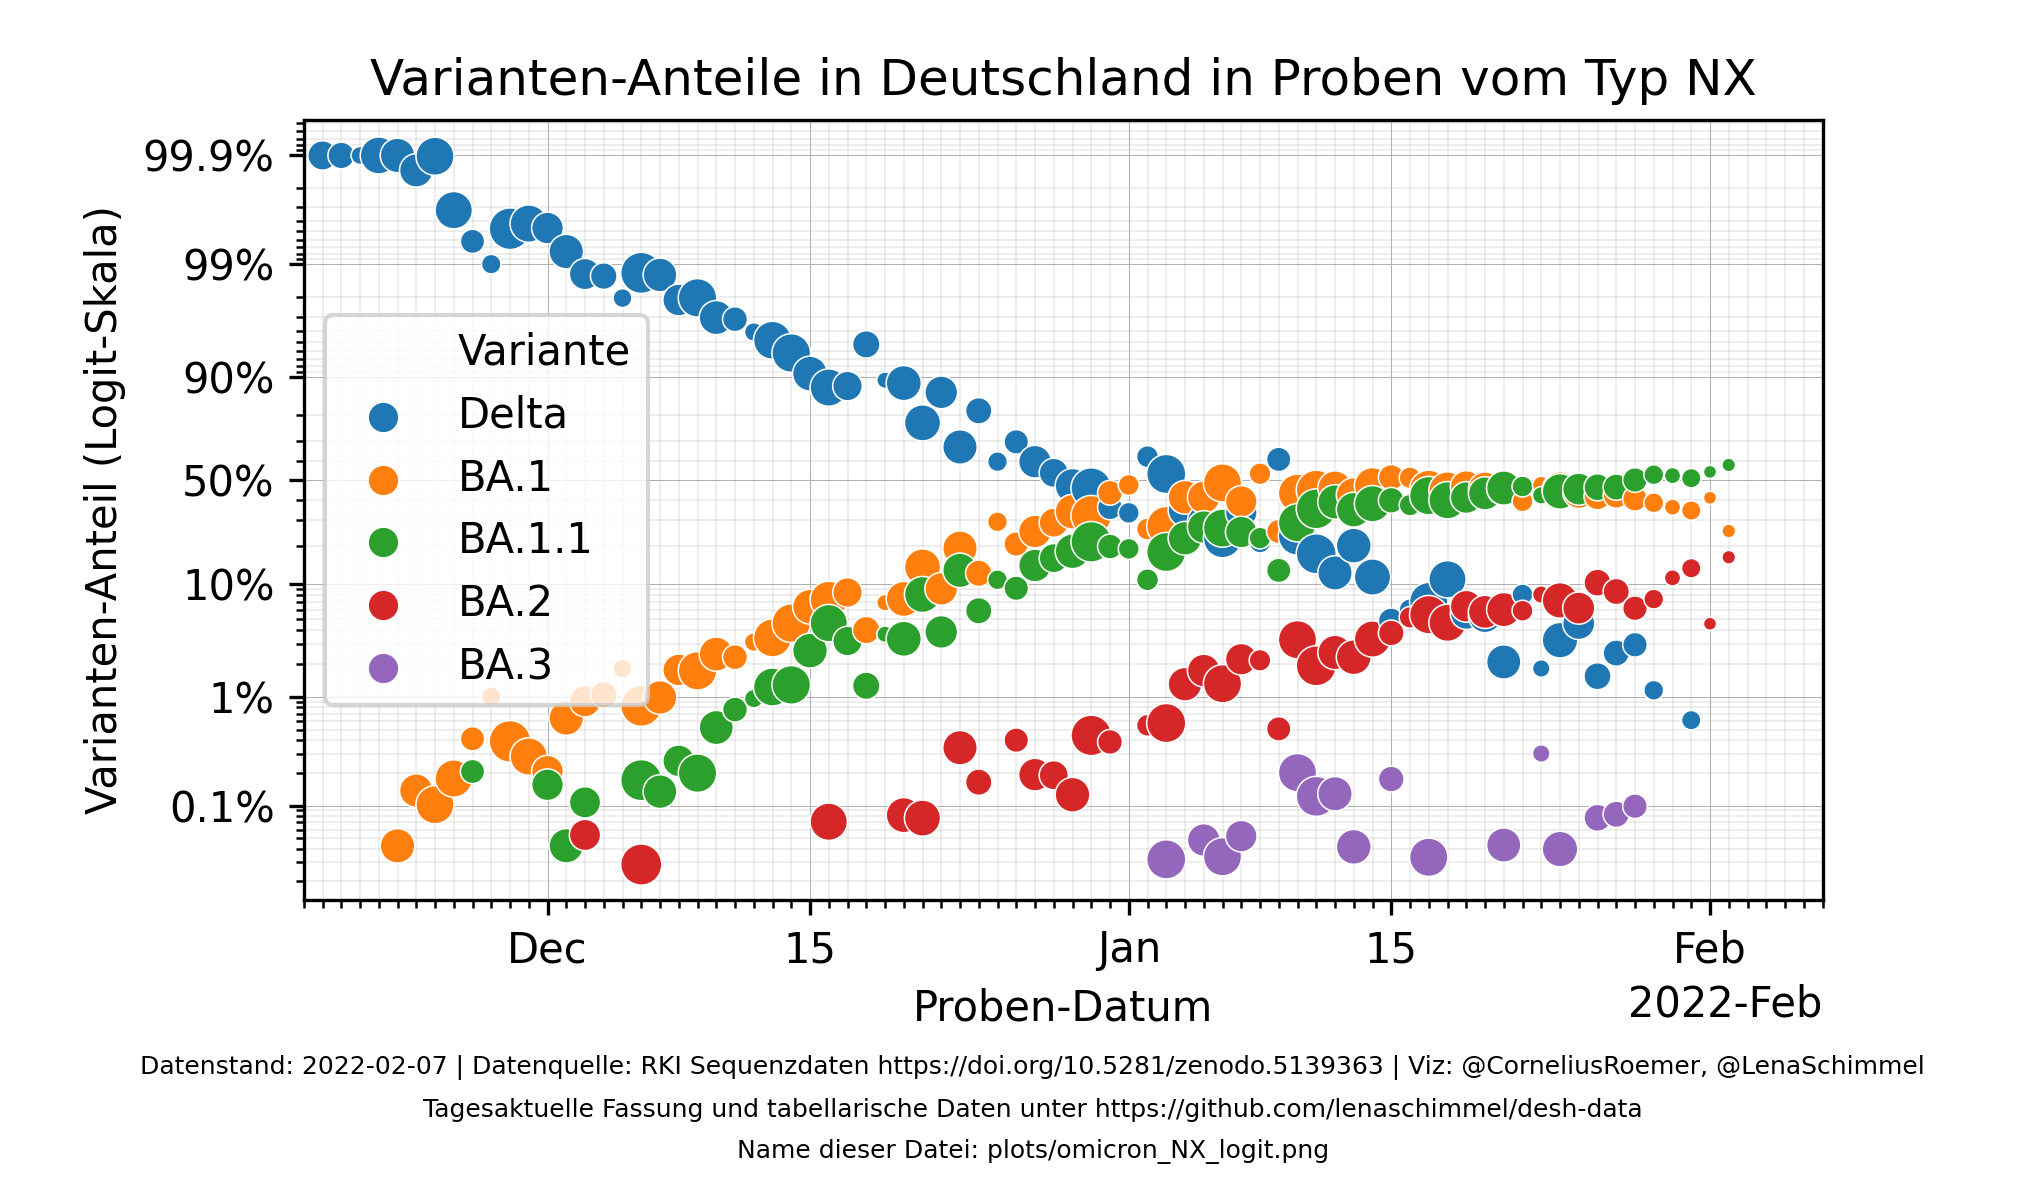 Varianten-Anteile in Deutschland in Proben vom Typ NX
Varianten-Anteil (Logit-Skala)
99.9%
99%
90%
50%
10%
1%
0.1%
Variante
Delta
BA.1
BA.1.1
BA.2
BA.3
Dec
15
Jan
15
Feb
Proben-Datum
2022-Feb
Datenstand: 2022-02-07 | Datenquelle: RKI Sequenzdaten https://doi.org/10.5281/zenodo.5139363 | Viz: @CorneliusRoemer, @LenaSchimmel
Tagesaktuelle Fassung und tabellarische Daten unter https://github.com/lenaschimmel/desh-data
Name dieser Datei: plots/omicron_NX_logit.png